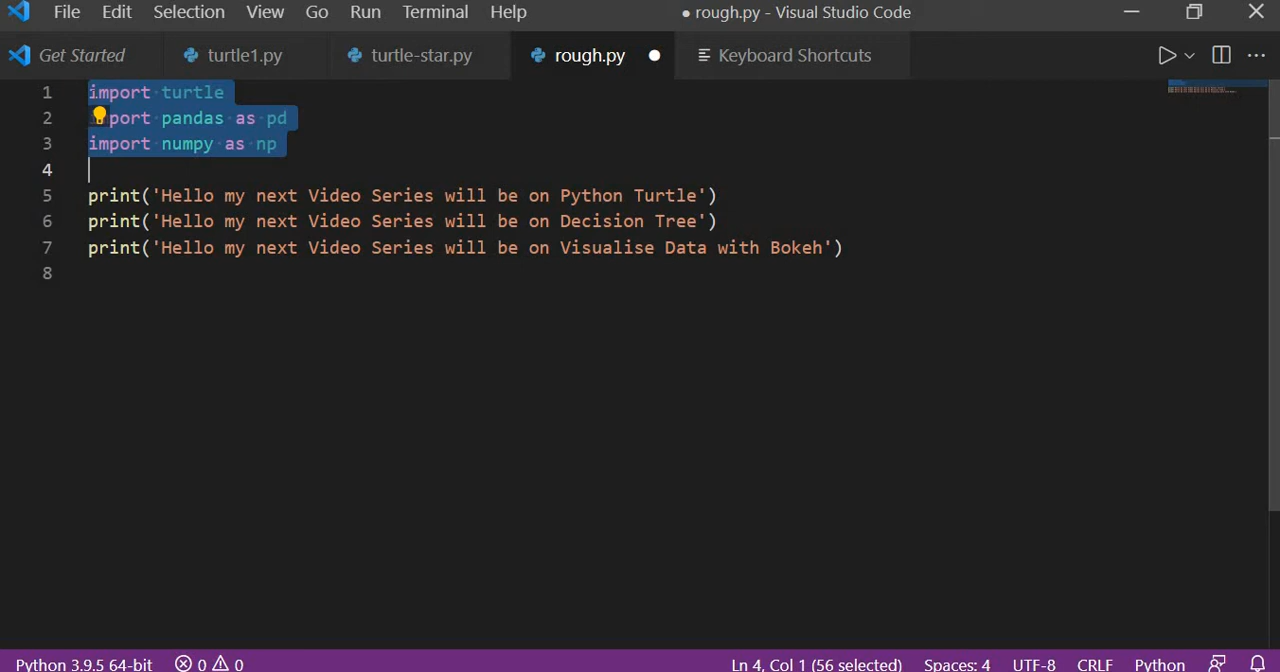 File Edit Selection View Go Run Terminal Help ● rough.py - Visual Studio Code
Get Started turtle1.py turtle-star.py rough.py Keyboard Shortcuts
1 import turtle
2 port pandas as pd
3 import numpy as np
4
5 print('Hello my next Video Series will be on Python Turtle')
6 print('Hello my next Video Series will be on Decision Tree')
7 print('Hello my next Video Series will be on Visualise Data with Bokeh')
8
Python 3.9.5 64-bit 0 0 Ln 4, Col 1 (56 selected) Spaces: 4 UTF-8 CRLF Python